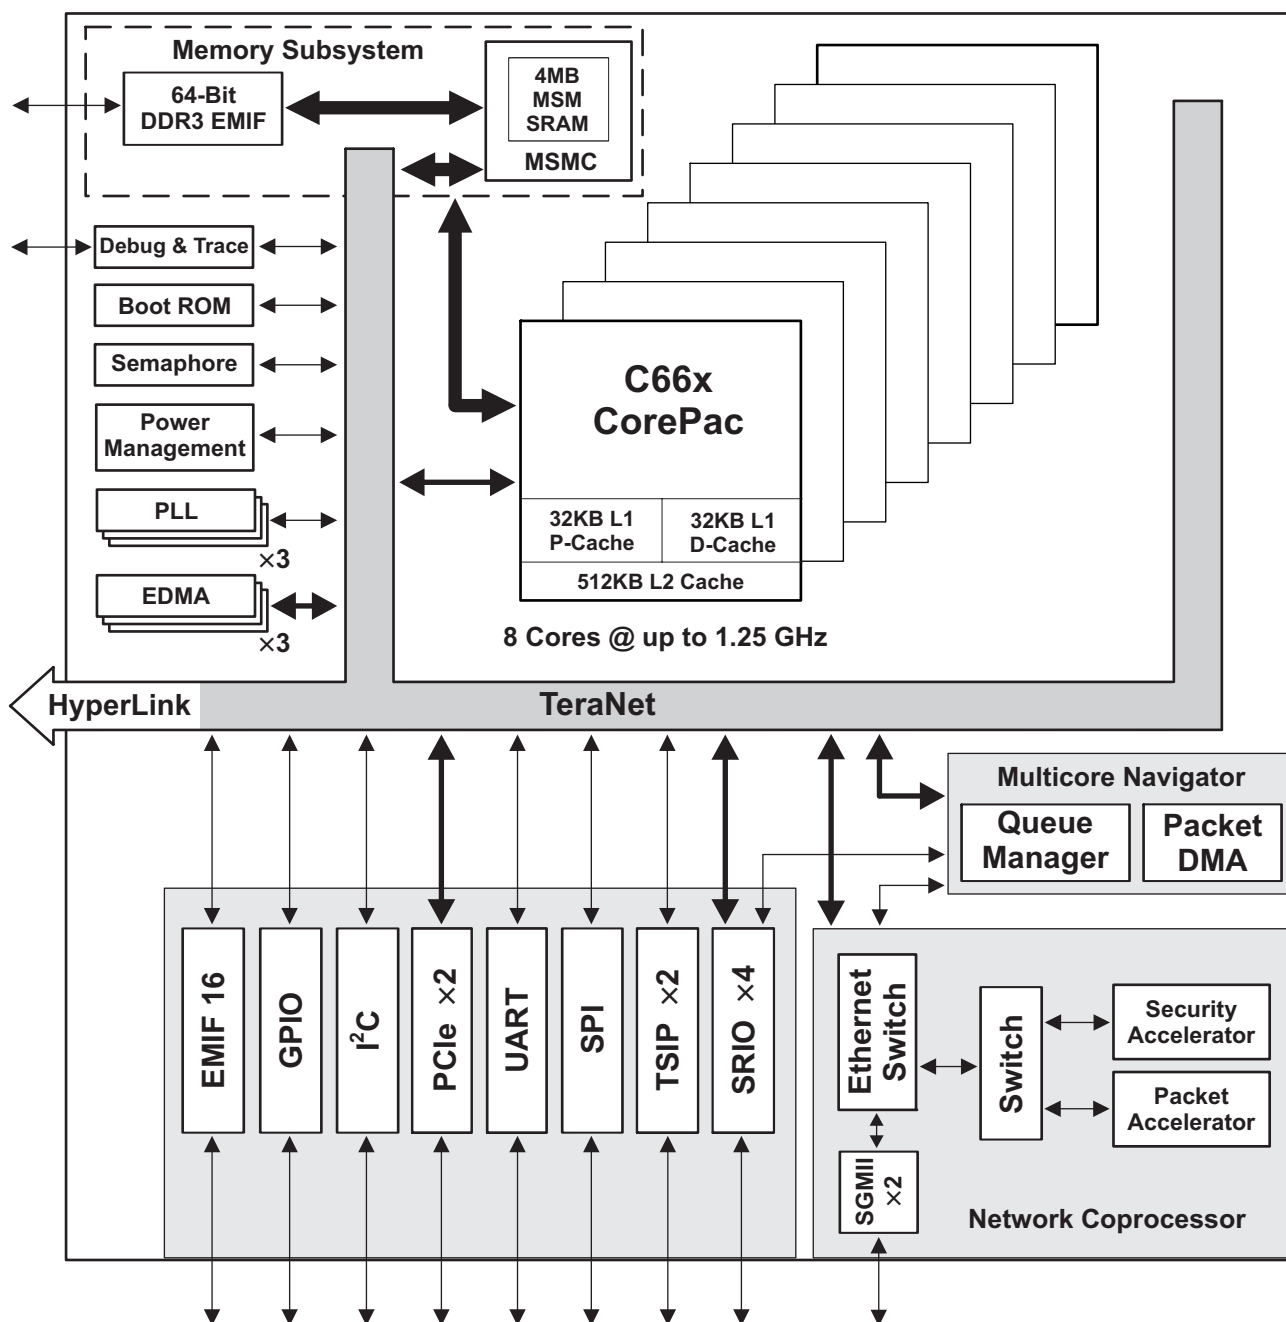 Memory Subsystem
64-Bit
DDR3 EMIF
4MB
MSM
SRAM
MSMC
Debug & Trace
Boot ROM
Semaphore
Power
Management
PLL
×3
EDMA
×3
C66x
CorePac
32KB L1
P-Cache
32KB L1
D-Cache
512KB L2 Cache
8 Cores @ up to 1.25 GHz
HyperLink
TeraNet
Multicore Navigator
Queue
Manager
Packet
DMA
EMIF 16
GPIO
I²C
PCIe ×2
UART
SPI
TSIP ×2
SRIO ×4
Ethernet
Switch
Switch
Security
Accelerator
Packet
Accelerator
SGMII
×2
Network Coprocessor